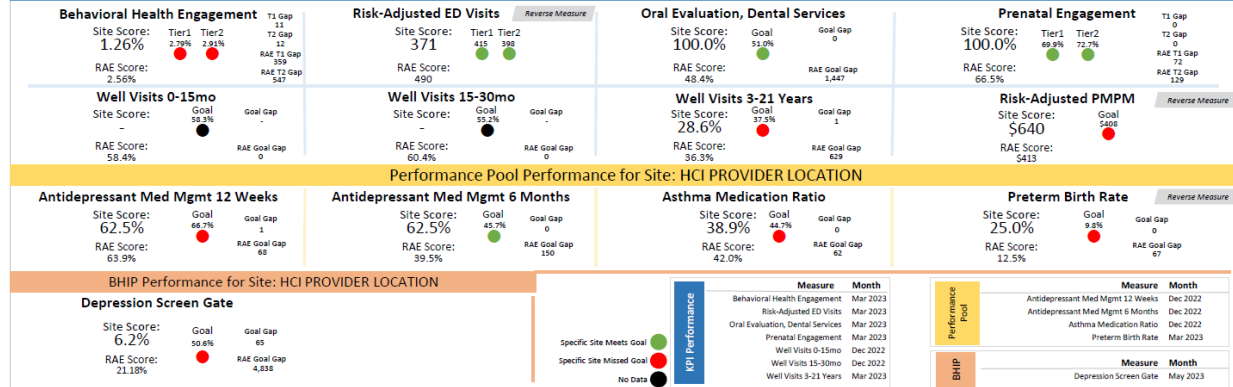 Behavioral Health Engagement
T1 Gap
11
T2 Gap
12
RAE T1 Gap
359
RAE T2 Gap
547
Site Score: Tier1 Tier2
1.26% 2.79% 2.91%
RAE Score:
2.56%
Risk-Adjusted ED Visits
Reverse Measure
Site Score: Tier1 Tier2
371 415 398
RAE Score:
490
Oral Evaluation, Dental Services
Site Score: Goal Goal Gap
100.0% 51.0% 0
RAE Score: RAE Goal Gap
48.4% 1,447
Prenatal Engagement
T1 Gap
0
T2 Gap
0
RAE T1 Gap
72
RAE T2 Gap
129
Site Score: Tier1 Tier2
100.0% 69.9% 72.7%
RAE Score:
66.5%
Well Visits 0-15mo
Site Score: Goal Goal Gap
- 58.3% -
RAE Score: RAE Goal Gap
58.4% 0
Well Visits 15-30mo
Site Score: Goal Goal Gap
- 55.2% -
RAE Score: RAE Goal Gap
60.4% 0
Well Visits 3-21 Years
Site Score: Goal Goal Gap
28.6% 37.5% 1
RAE Score: RAE Goal Gap
36.3% 629
Risk-Adjusted PMPM
Reverse Measure
Site Score: Goal
$640 $408
RAE Score:
$413
Performance Pool Performance for Site: HCI PROVIDER LOCATION
Antidepressant Med Mgmt 12 Weeks
Site Score: Goal Goal Gap
62.5% 66.7% 1
RAE Score: RAE Goal Gap
63.9% 68
Antidepressant Med Mgmt 6 Months
Site Score: Goal Goal Gap
62.5% 45.7% 0
RAE Score: RAE Goal Gap
39.5% 150
Asthma Medication Ratio
Site Score: Goal Goal Gap
38.9% 44.7% 0
RAE Score: RAE Goal Gap
42.0% 62
Preterm Birth Rate
Reverse Measure
Site Score: Goal Goal Gap
25.0% 9.8% 0
RAE Score: RAE Goal Gap
12.5% 67
BHIP Performance for Site: HCI PROVIDER LOCATION
Depression Screen Gate
Site Score: Goal Goal Gap
6.2% 50.6% 65
RAE Score: RAE Goal Gap
21.18% 4,838
Specific Site Meets Goal
Specific Site Missed Goal
No Data
KPI Performance
Measure Month
Behavioral Health Engagement Mar 2023
Risk-Adjusted ED Visits Mar 2023
Oral Evaluation, Dental Services Mar 2023
Prenatal Engagement Mar 2023
Well Visits 0-15mo Dec 2022
Well Visits 15-30mo Dec 2022
Well Visits 3-21 Years Mar 2023
Performance
Pool
Measure Month
Antidepressant Med Mgmt 12 Weeks Dec 2022
Antidepressant Med Mgmt 6 Months Dec 2022
Asthma Medication Ratio Dec 2022
Preterm Birth Rate Mar 2023
BHIP
Measure Month
Depression Screen Gate May 2023